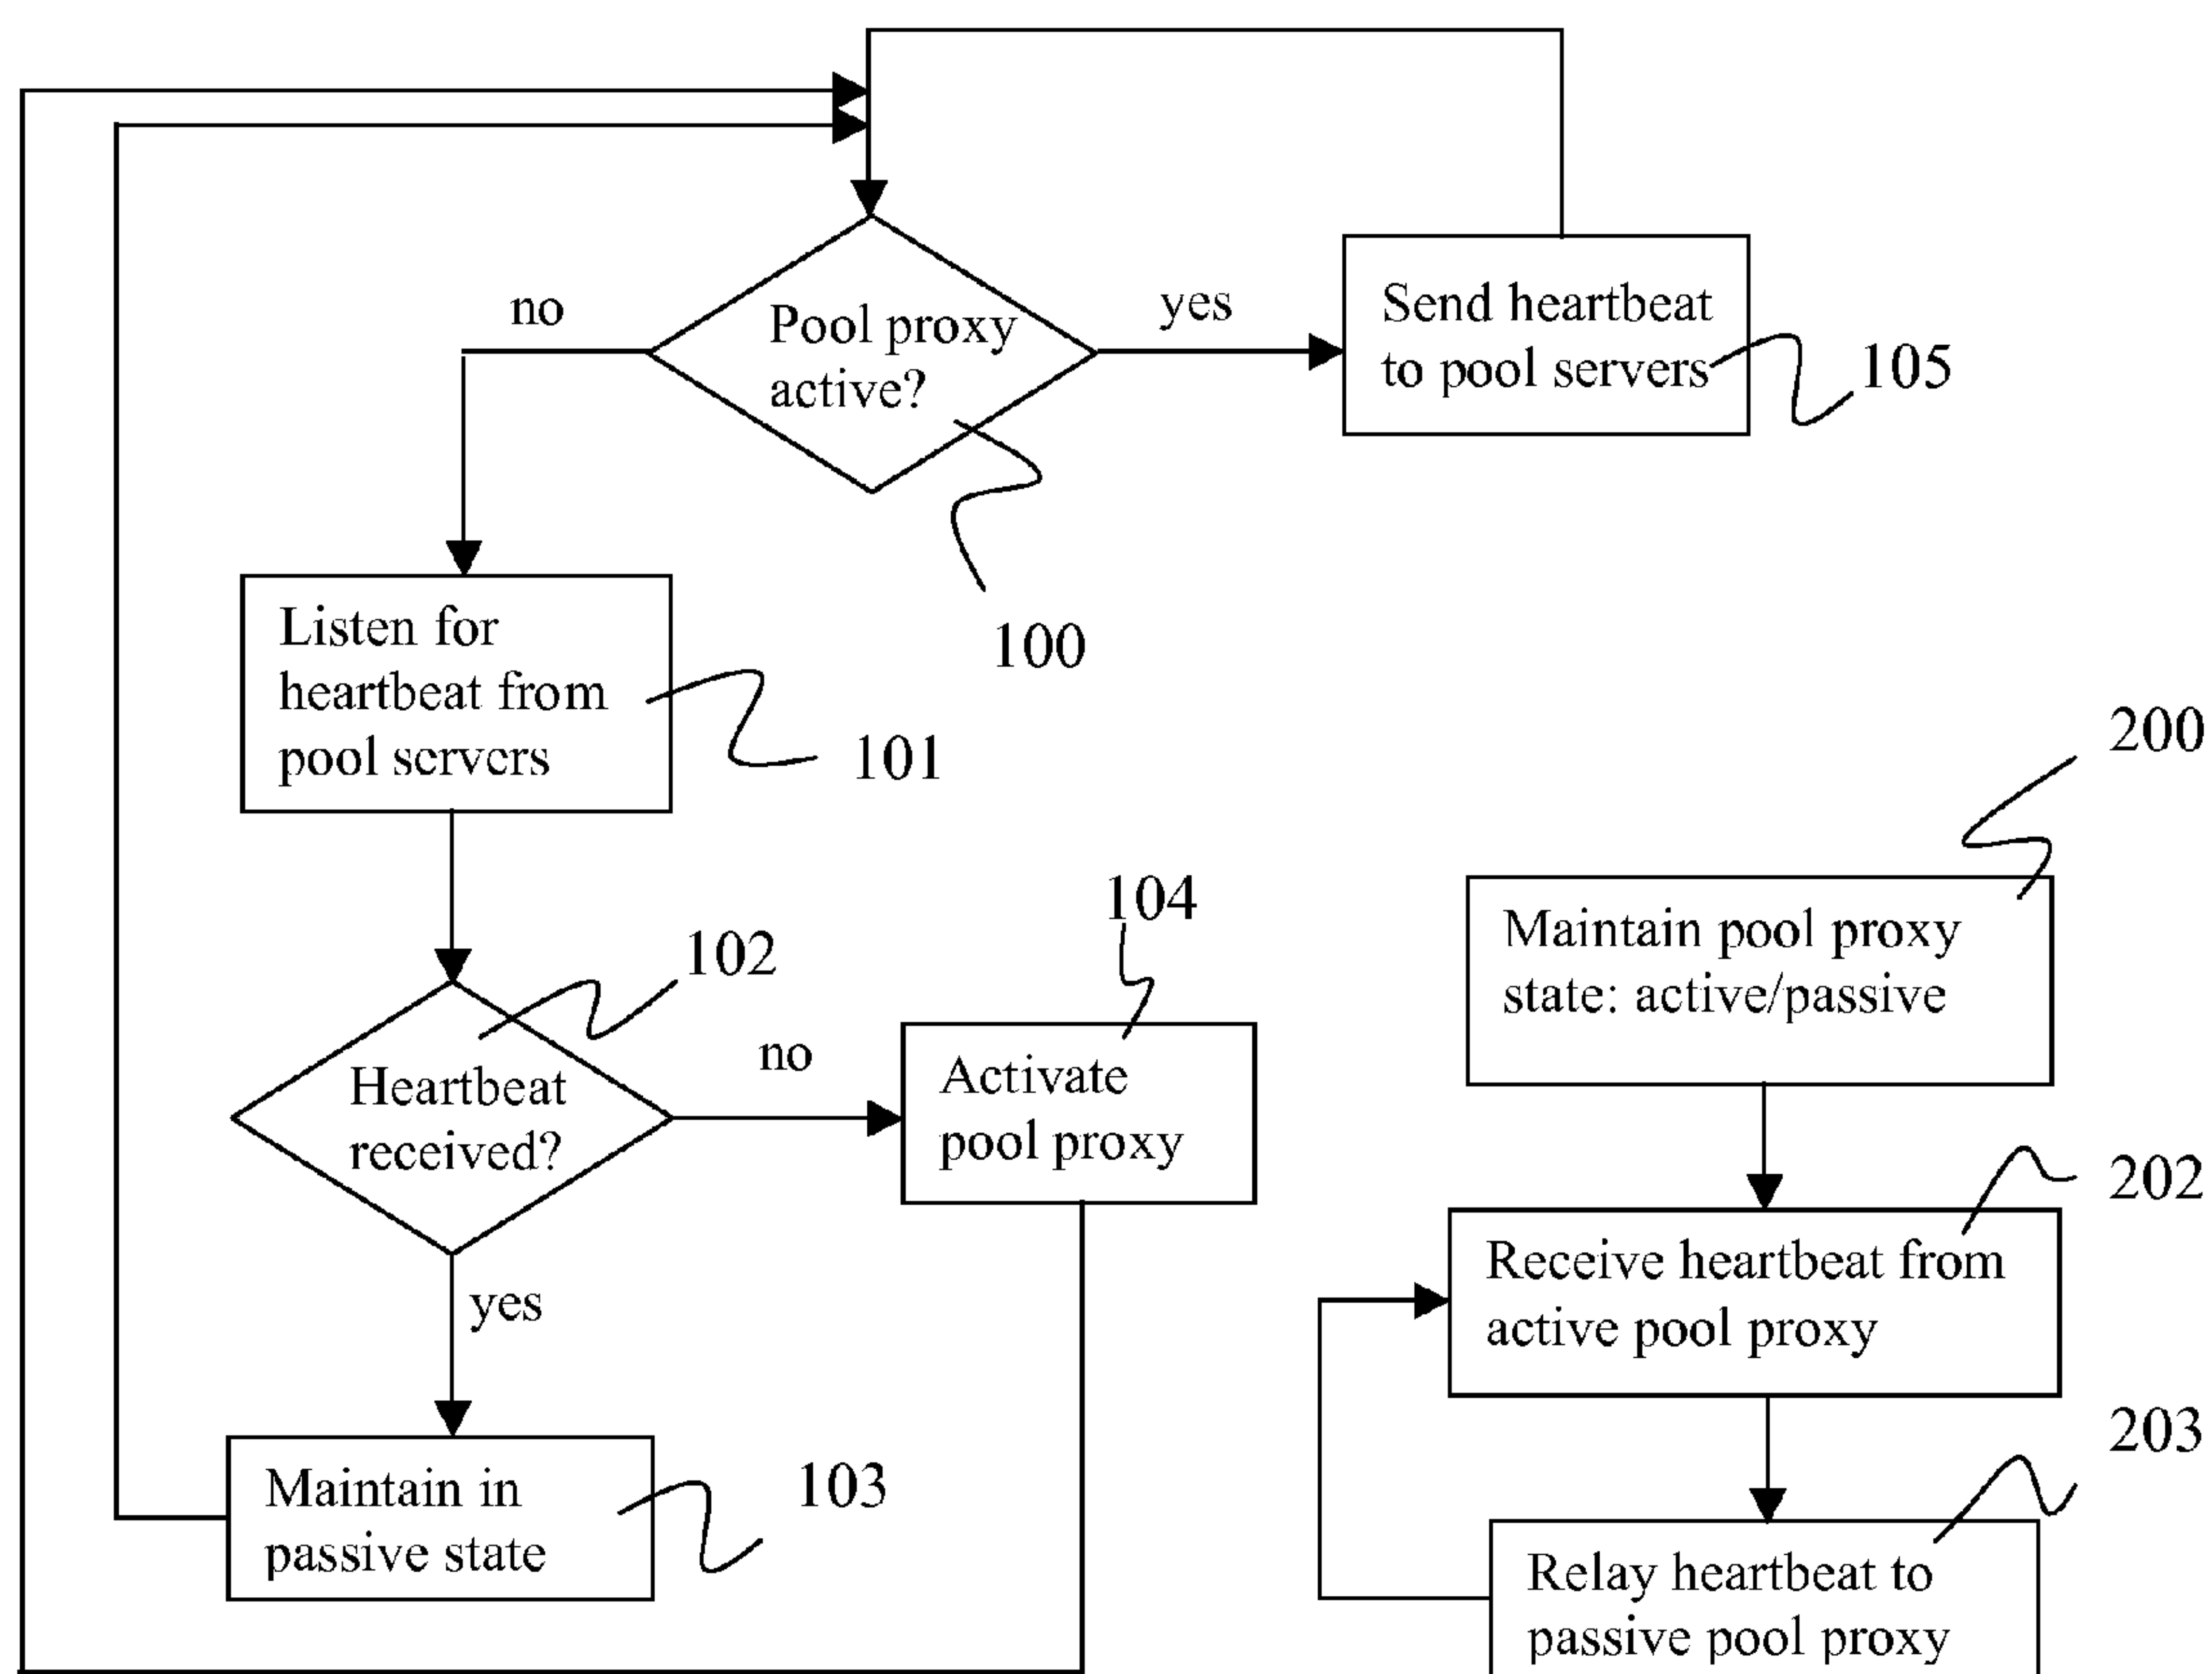 no
Pool proxy
active?
yes
Send heartbeat
to pool servers
105
100
Listen for
heartbeat from
pool servers
101
200
104
102
Maintain pool proxy
state: active/passive
Heartbeat
received?
no
Activate
pool proxy
202
Receive heartbeat from
active pool proxy
yes
203
Maintain in
passive state
103
Relay heartbeat to
passive pool proxy